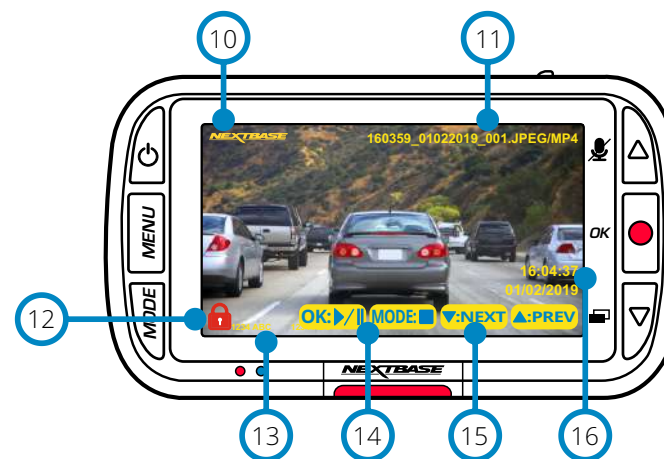 10
11
NEXTBASE
160359_01022019_001.JPEG/MP4
MENU
OK
16:04:37
01/02/2019
12
MODE
OK: ▶/||
MODE: ■
▼:NEXT
▲:PREV
NEXTBASE
13
14
15
16